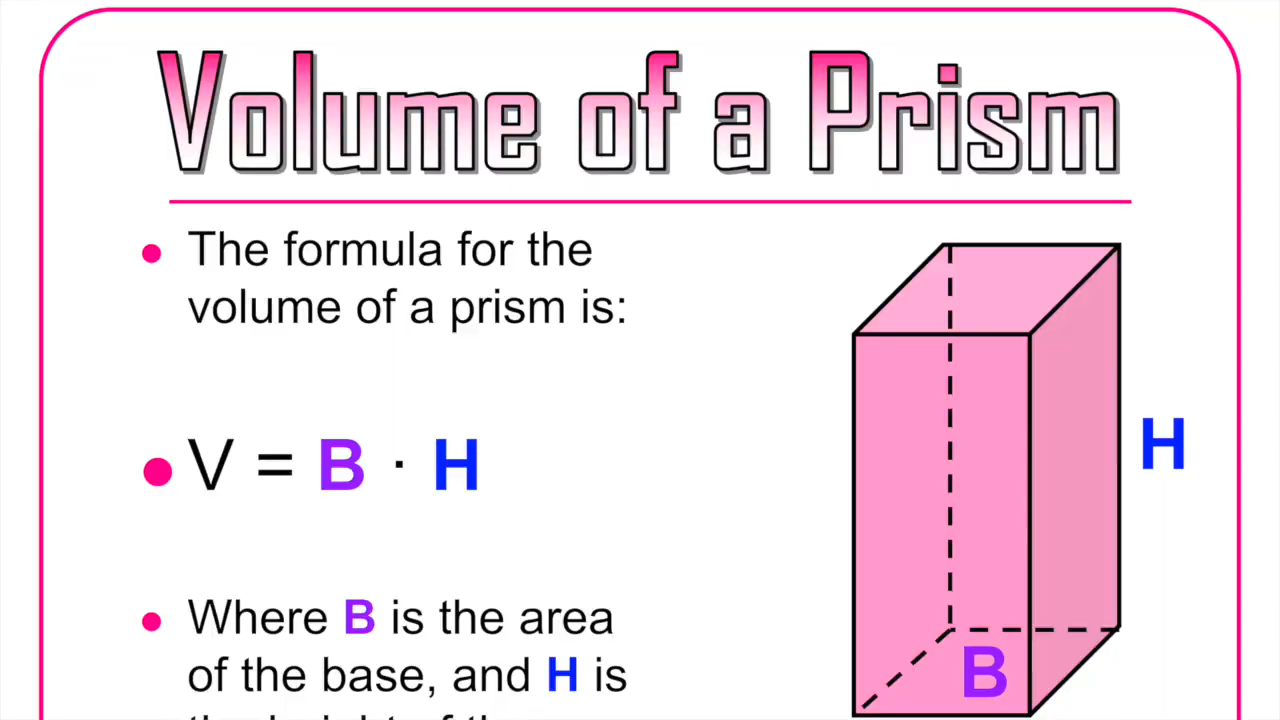 Volume of a Prism
The formula for the
volume of a prism is:
V = B · H
Where B is the area
of the base, and H is
H
B